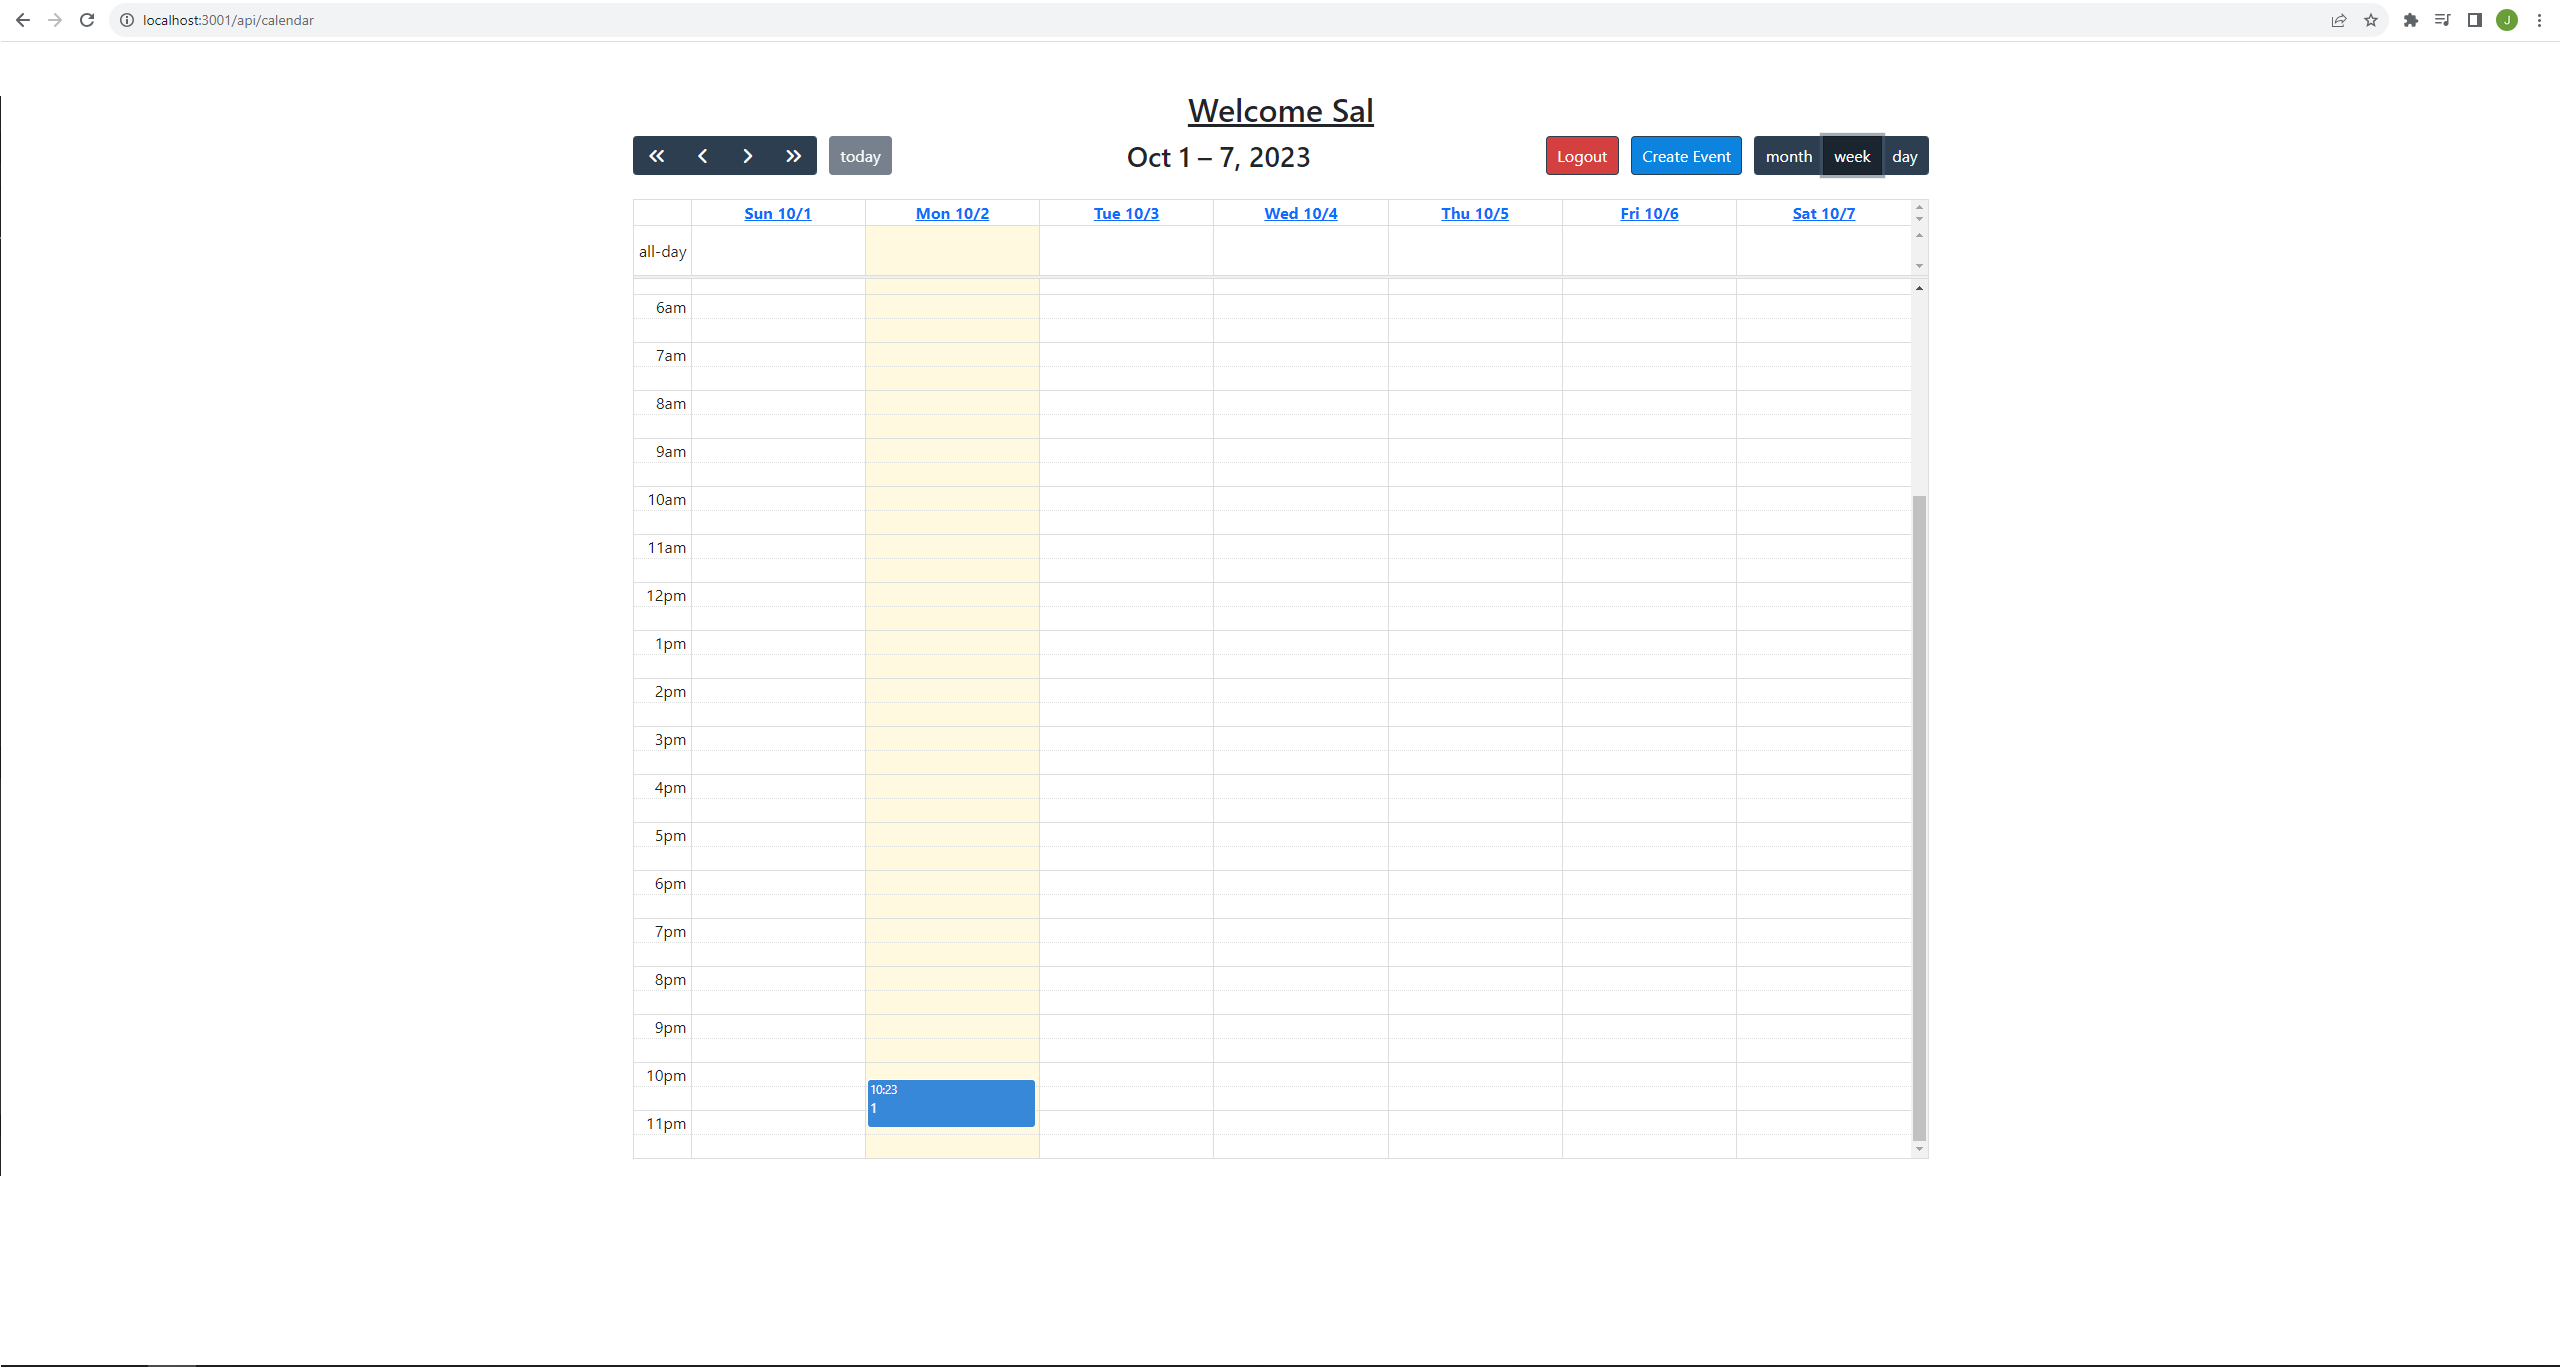 localhost:3001/api/calendar
J
Welcome Sal
today
Oct 1 – 7, 2023
Logout
Create Event
month
week
day
Sun 10/1
Mon 10/2
Tue 10/3
Wed 10/4
Thu 10/5
Fri 10/6
Sat 10/7
all-day
6am
7am
8am
9am
10am
11am
12pm
1pm
2pm
3pm
4pm
5pm
6pm
7pm
8pm
9pm
10pm
10:23
1
11pm